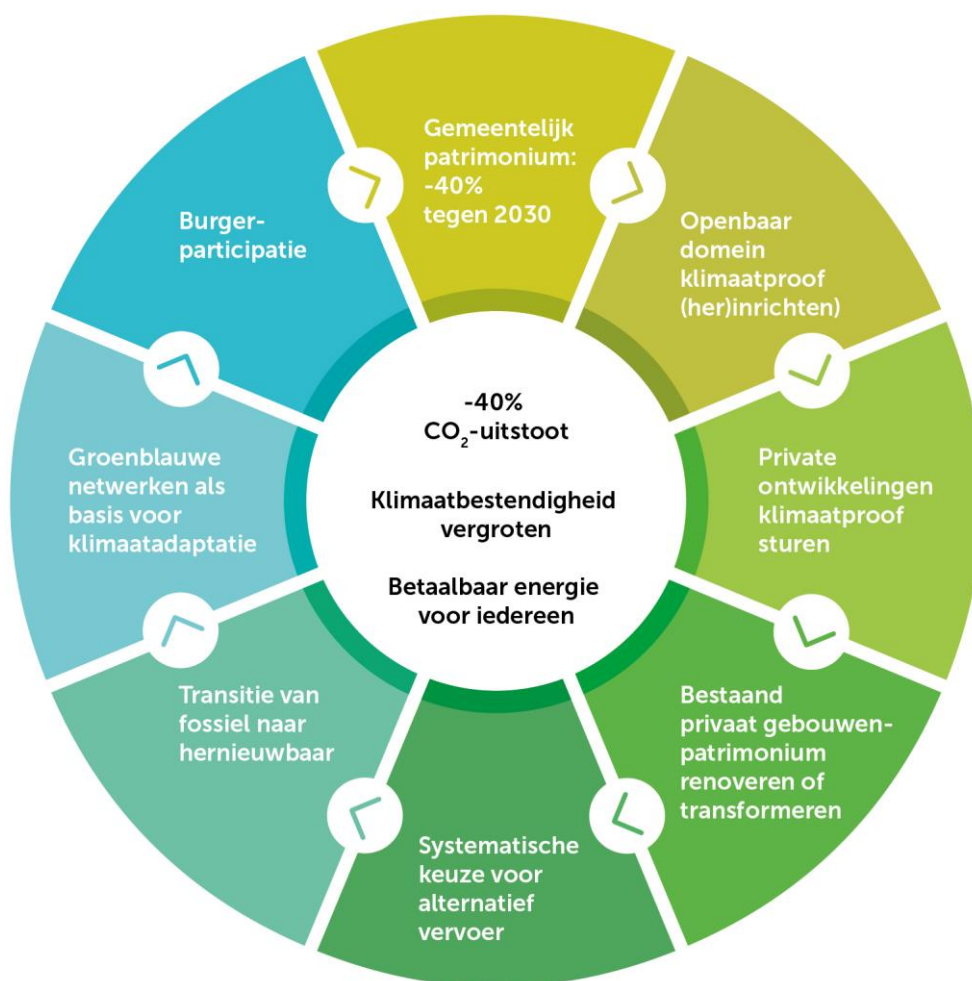 Gemeentelijk
patrimonium:
-40%
tegen 2030
Openbaar
domein
klimaatproof
(her)inrichten)
Private
ontwikkelingen
klimaatproof
sturen
Bestaand
privaat gebouwen-
patrimonium
renoveren of
transformeren
Systematische
keuze voor
alternatief
vervoer
Transitie van
fossiel naar
hernieuwbaar
Groenblauwe
netwerken als
basis voor
klimaatadaptatie
Burger-
participatie
-40%
CO₂-uitstoot
Klimaatbestendigheid
vergroten
Betaalbaar energie
voor iedereen